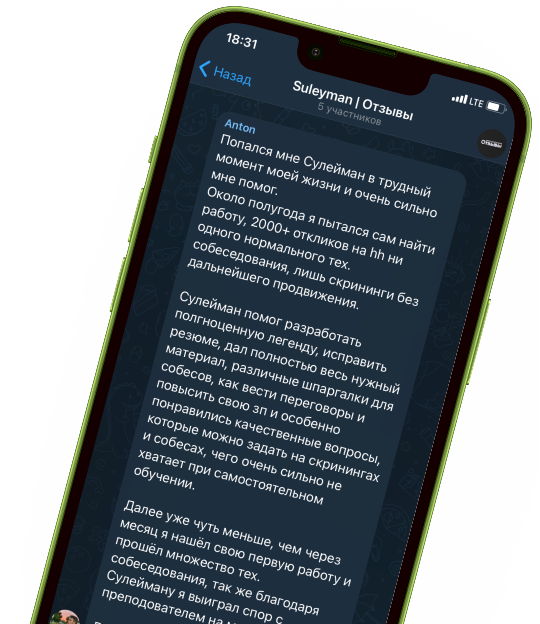 18:31
LTE
Назад
Suleyman | Отзывы
5 участников
ОТЗЫВЫ
Anton
Попался мне Сулейман в трудный
момент моей жизни и очень сильно
мне помог.
Около полугода я пытался сам найти
работу, 2000+ откликов на hh ни
одного нормального тех.
собеседования, лишь скрининги без
дальнейшего продвижения.
Сулейман помог разработать
полгноценную легенду, исправить
резюме, дал полностью весь нужный
материал, различные шпаргалки для
собесов, как вести переговоры и
повысить свою зп и особенно
понравились качественные вопросы,
которые можно задать на скринингах
и собесах, чего очень сильно не
хватает при самостоятельном
обучении.
Далее уже чуть меньше, чем через
месяц я нашёл свою первую работу и
прошёл множество тех.
собеседования, так же благодаря
Сулейману я выиграл спор с
преподователем на